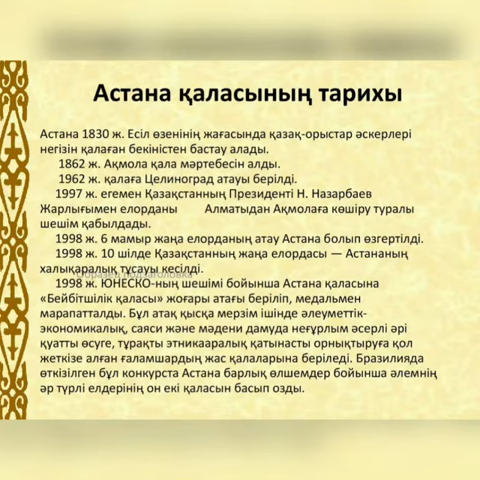 Астана қаласының тарихы
Астана 1830 ж. Есіл өзенінің жағасында қазақ-орыстар әскерлері
негізін қалаған бекіністен бастау алады.
1862 ж. Ақмола қала мәртебесін алды.
1962 ж. қалаға Целиноград атауы берілді.
1997 ж. егемен Қазақстанның Президенті Н. Назарбаев
Жарлығымен елорданы Алматыдан Ақмолаға көшіру туралы
шешім қабылдады.
1998 ж. 6 мамыр жаңа елорданың атау Астана болып өзгертілді.
1998 ж. 10 шілде Қазақстанның жаңа елордасы — Астананың
халықаралық тұсауы кесілді.
Образец подзаголовка
1998 ж. ЮНЕСКО-ның шешімі бойынша Астана қаласына
«Бейбітшілік қаласы» жоғары атағы беріліп, медальмен
марапатталды. Бұл атақ қысқа мерзім ішінде әлеуметтік-
экономикалық, саяси және мәдени дамуда неғұрлым әсерлі әрі
қуатты өсуге, тұрақты этникааралық қатынасты орнықтыруға қол
жеткізе алған ғаламшардың жас қалаларына беріледі. Бразилияда
өткізілген бұл конкурста Астана барлық өлшемдер бойынша әлемнің
әр түрлі елдерінің он екі қаласын басып озды.